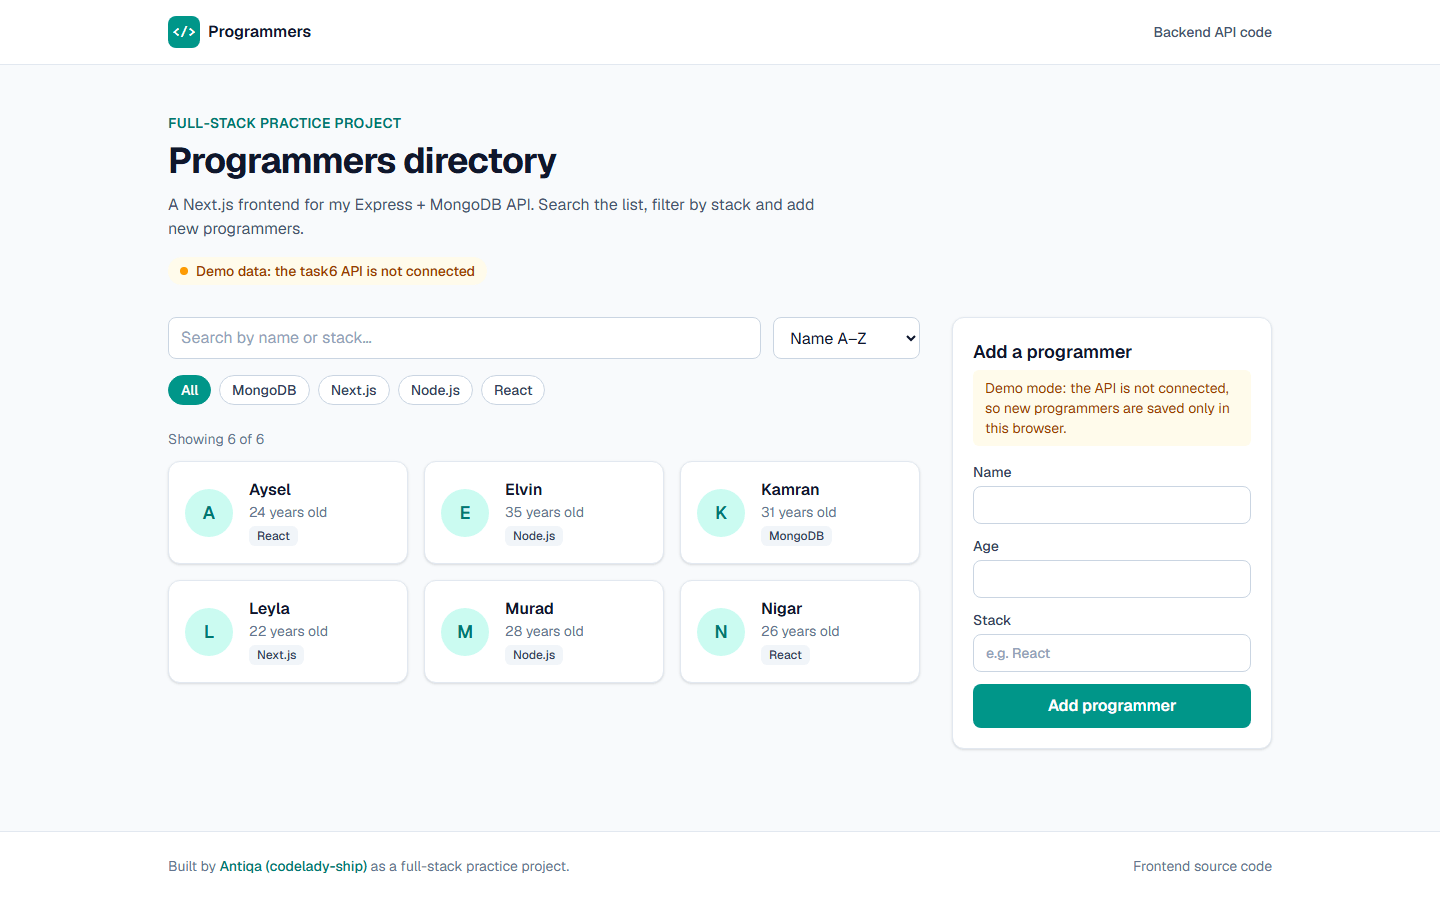 </> Programmers
Backend API code
FULL-STACK PRACTICE PROJECT
Programmers directory
A Next.js frontend for my Express + MongoDB API. Search the list, filter by stack and add
new programmers.
Demo data: the task6 API is not connected
Search by name or stack...
Name A–Z
All
MongoDB
Next.js
Node.js
React
Showing 6 of 6
A
Aysel
24 years old
React
E
Elvin
35 years old
Node.js
K
Kamran
31 years old
MongoDB
L
Leyla
22 years old
Next.js
M
Murad
28 years old
Node.js
N
Nigar
26 years old
React
Add a programmer
Demo mode: the API is not connected,
so new programmers are saved only in
this browser.
Name
Age
Stack
e.g. React
Add programmer
Built by Antiqa (codelady-ship) as a full-stack practice project.
Frontend source code